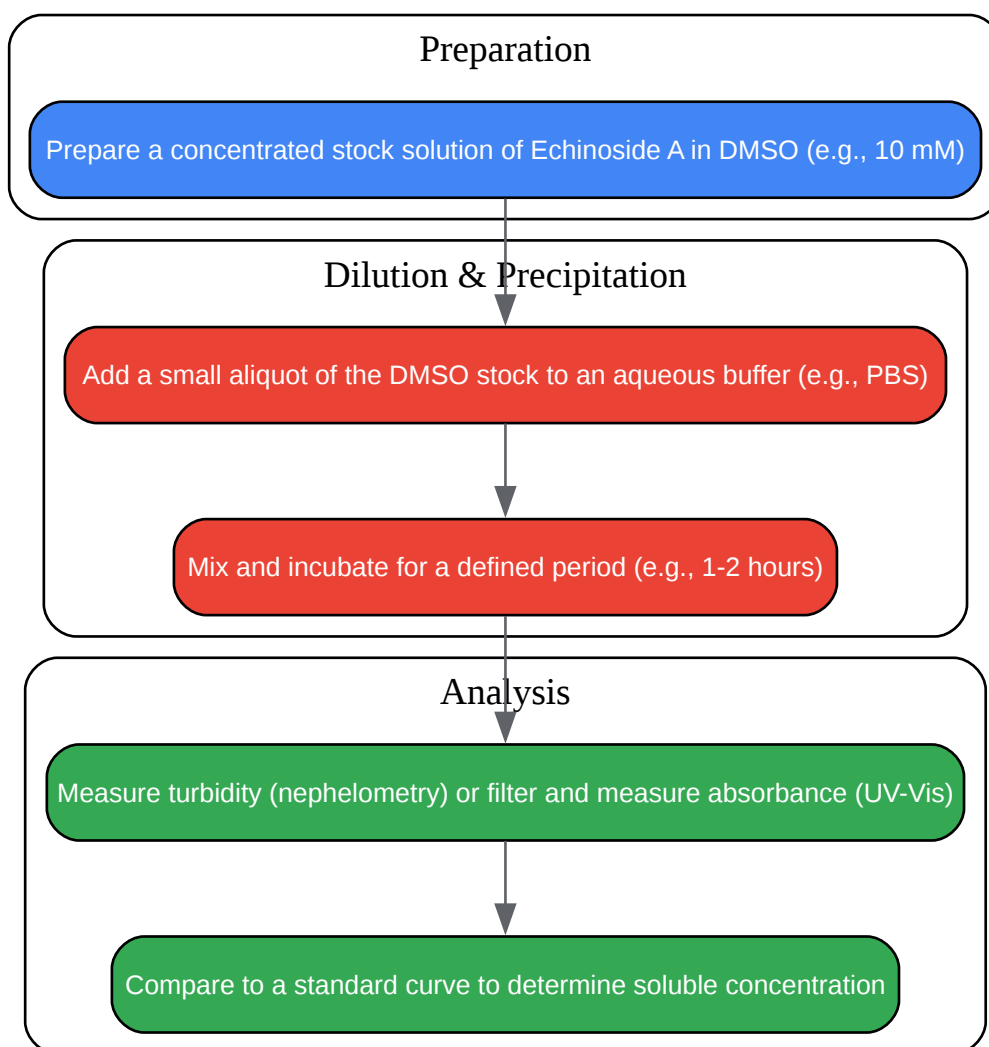 Preparation
Prepare a concentrated stock solution of Echinoside A in DMSO (e.g., 10 mM)
Dilution & Precipitation
Add a small aliquot of the DMSO stock to an aqueous buffer (e.g., PBS)
Mix and incubate for a defined period (e.g., 1-2 hours)
Analysis
Measure turbidity (nephelometry) or filter and measure absorbance (UV-Vis)
Compare to a standard curve to determine soluble concentration